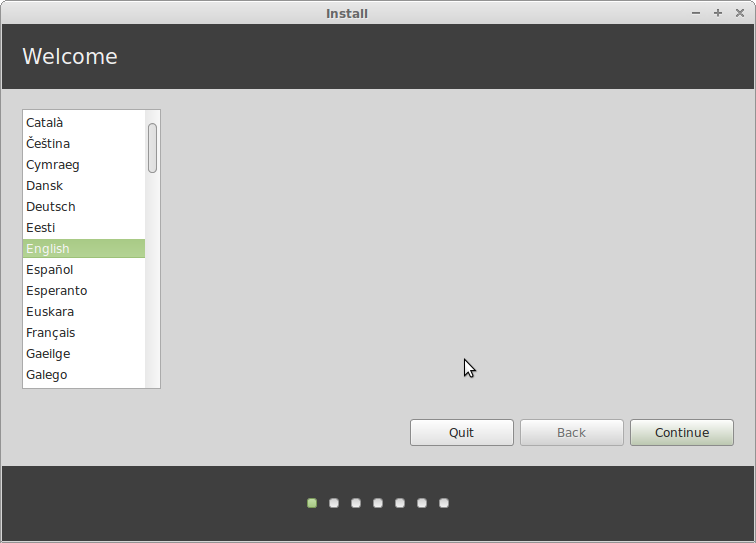 Install
Welcome
Català
Čeština
Cymraeg
Dansk
Deutsch
Eesti
English
Español
Esperanto
Euskara
Français
Gaeilge
Galego
Quit Back Continue